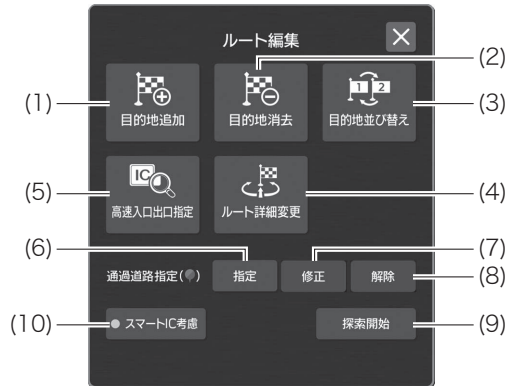 ルート編集
(2)
(1)
目的地追加
目的地消去
1 2
目的地並び替え
(3)
(5)
IC
高速入口出口指定
ルート詳細変更
(4)
(6)
(7)
通過道路指定( )
指定
修正
解除
(8)
(10)
スマートIC考慮
探索開始
(9)